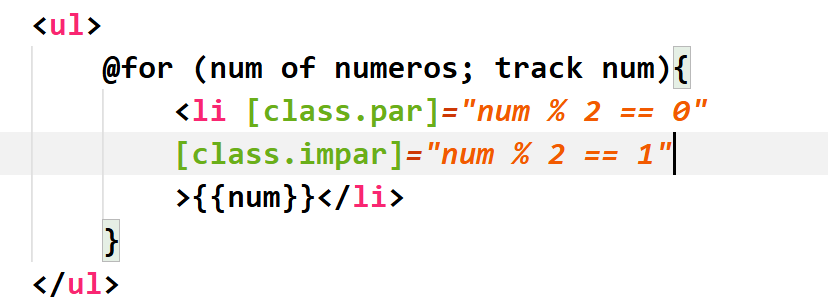 <ul>
@for (num of numeros; track num){
<li [class.par]="num % 2 == 0"
[class.impar]="num % 2 == 1"
>{{num}}</li>
}
</ul>